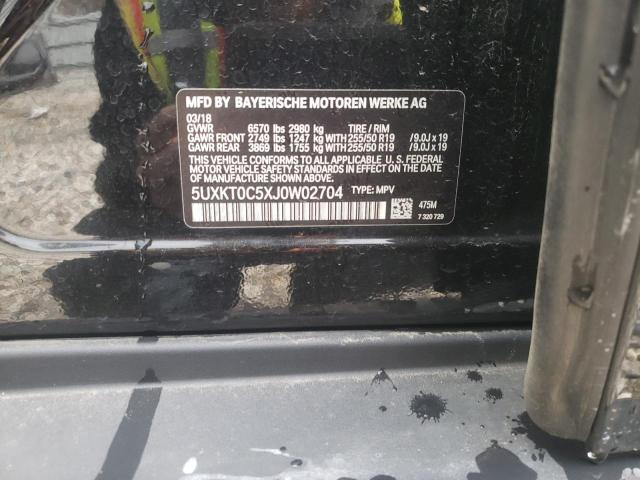 MFD BY BAYERISCHE MOTOREN WERKE AG
03/18
GVWR 6570 lbs 2980 kg TIRE / RIM
GAWR FRONT 2749 lbs 1247 kg WITH 255/50 R19 /9.0J x 19
GAWR REAR 3869 lbs 1755 kg WITH 255/50 R19 /9.0J x 19
THIS VEHICLE CONFORMS TO ALL APPLICABLE U. S. FEDERAL
MOTOR VEHICLE SAFETY STANDARDS IN EFFECT ON THE DATE
OF MANUFACTURE SHOWN ABOVE.
5UXKT0C5XJ0W02704 TYPE: MPV
475M
7 320 729